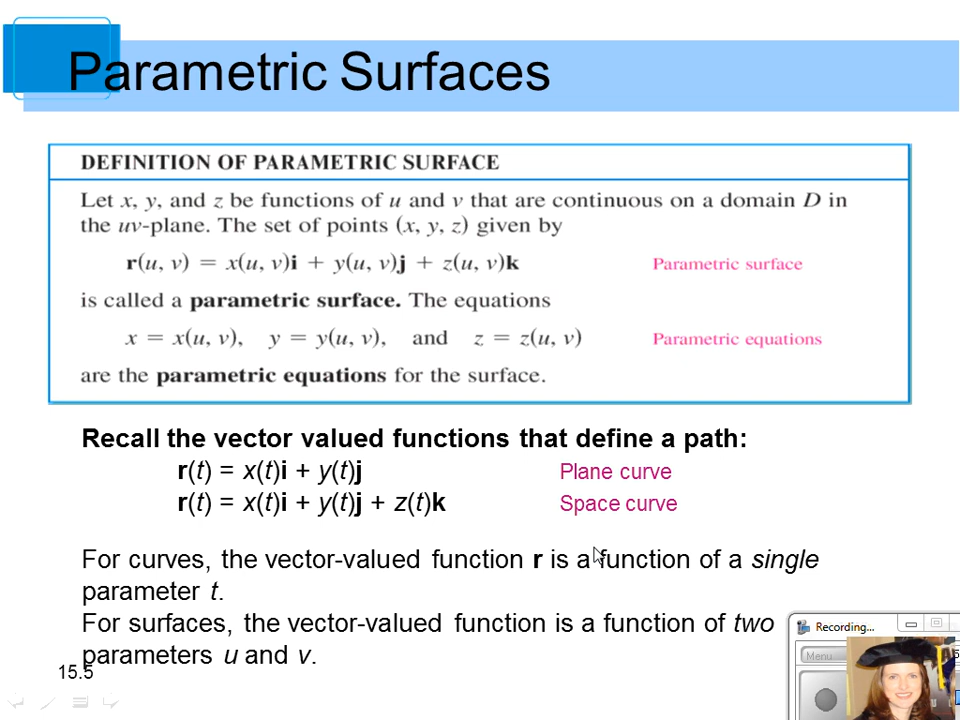 Parametric Surfaces
DEFINITION OF PARAMETRIC SURFACE
Let x, y, and z be functions of u and v that are continuous on a domain D in
the uv-plane. The set of points (x, y, z) given by
r(u, v) = x(u, v)i + y(u, v)j + z(u, v)k Parametric surface
is called a parametric surface. The equations
x = x(u, v), y = y(u, v), and z = z(u, v) Parametric equations
are the parametric equations for the surface.
Recall the vector valued functions that define a path:
r(t) = x(t)i + y(t)j Plane curve
r(t) = x(t)i + y(t)j + z(t)k Space curve
For curves, the vector-valued function r is a function of a single
parameter t.
For surfaces, the vector-valued function is a function of two
parameters u and v.
15.5
Recording...
Menu